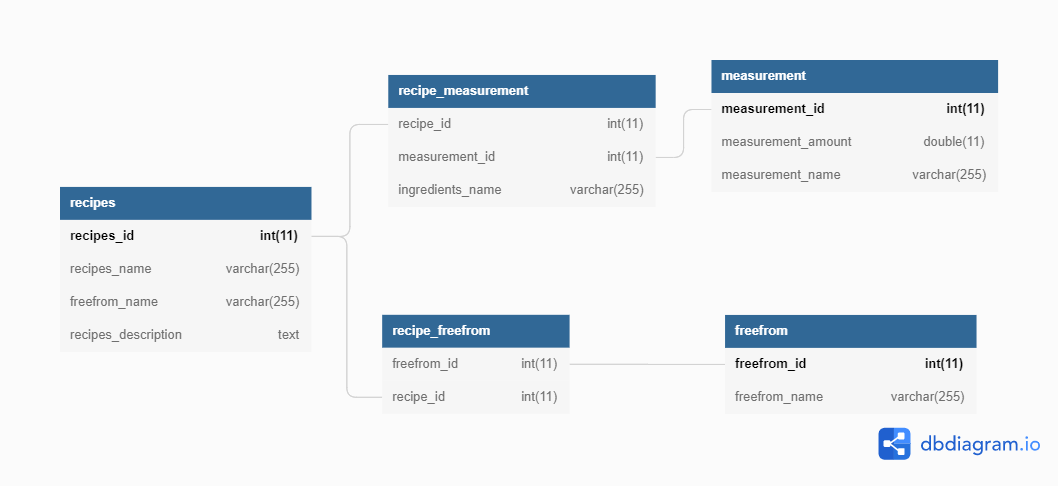 recipes
recipes_id int(11)
recipes_name varchar(255)
freefrom_name varchar(255)
recipes_description text
recipe_measurement
recipe_id int(11)
measurement_id int(11)
ingredients_name varchar(255)
measurement
measurement_id int(11)
measurement_amount double(11)
measurement_name varchar(255)
recipe_freefrom
freefrom_id int(11)
recipe_id int(11)
freefrom
freefrom_id int(11)
freefrom_name varchar(255)
dbdiagram.io